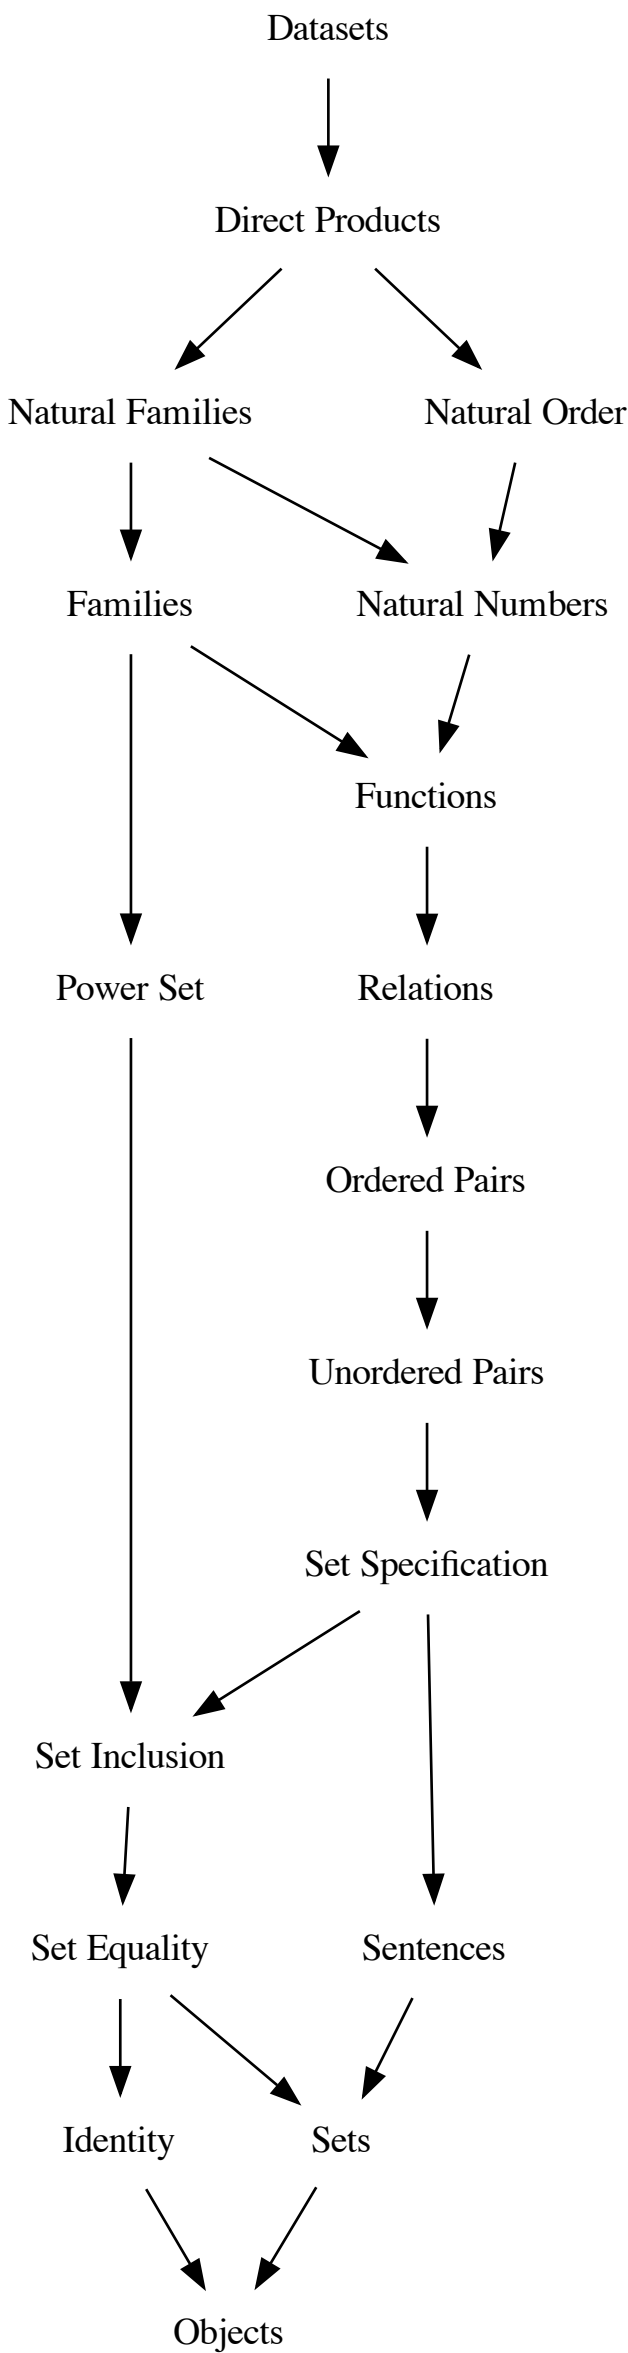 Datasets
Direct Products
Natural Families
Natural Order
Families
Natural Numbers
Functions
Power Set
Relations
Ordered Pairs
Unordered Pairs
Set Specification
Set Inclusion
Set Equality
Sentences
Identity
Sets
Objects